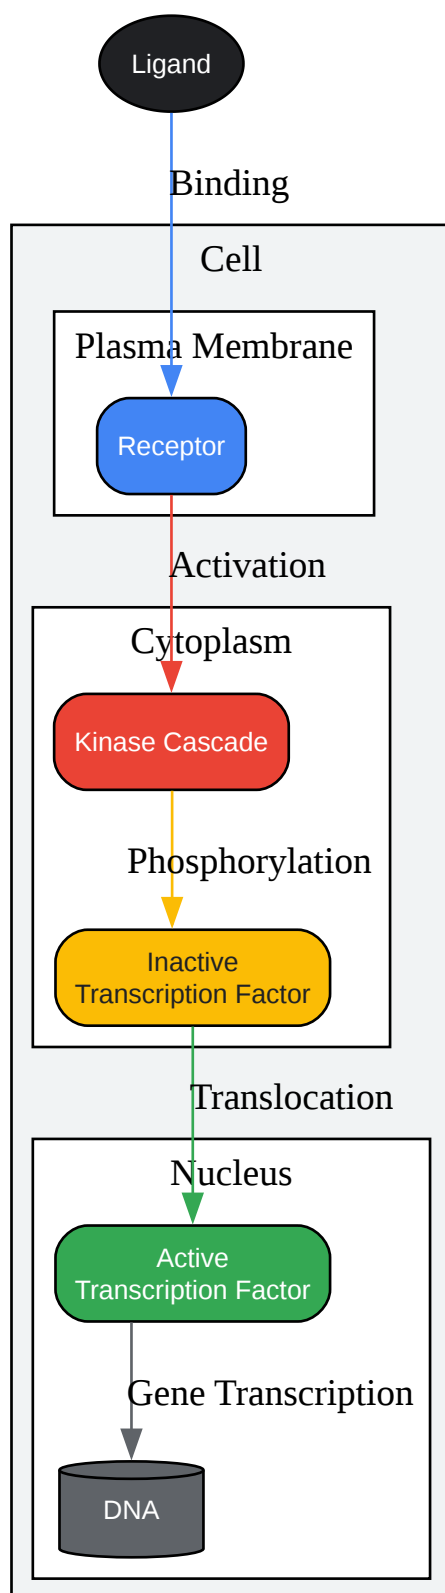 Ligand
Binding
Cell
Plasma Membrane
Receptor
Activation
Cytoplasm
Kinase Cascade
Phosphorylation
Inactive
Transcription Factor
Translocation
Nucleus
Active
Transcription Factor
Gene Transcription
DNA